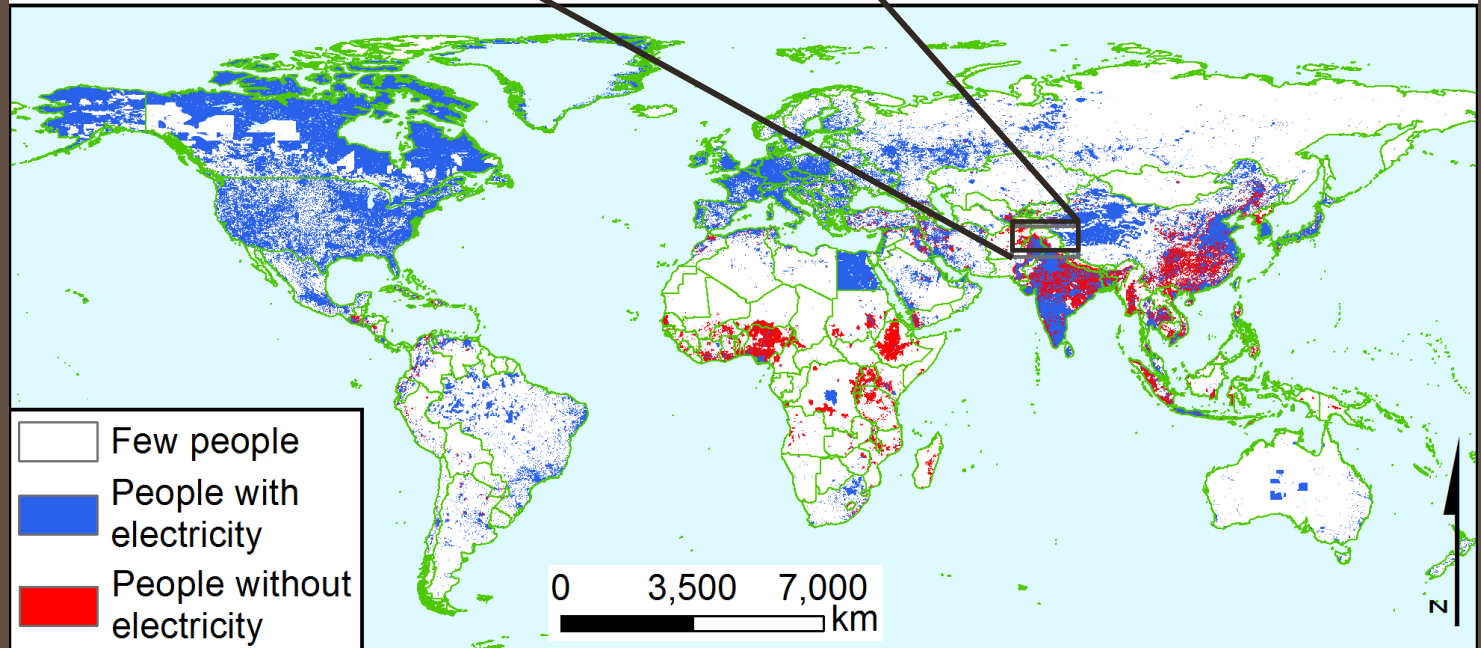 Few people
People with
electricity
People without
electricity
0 3,500 7,000
km
N